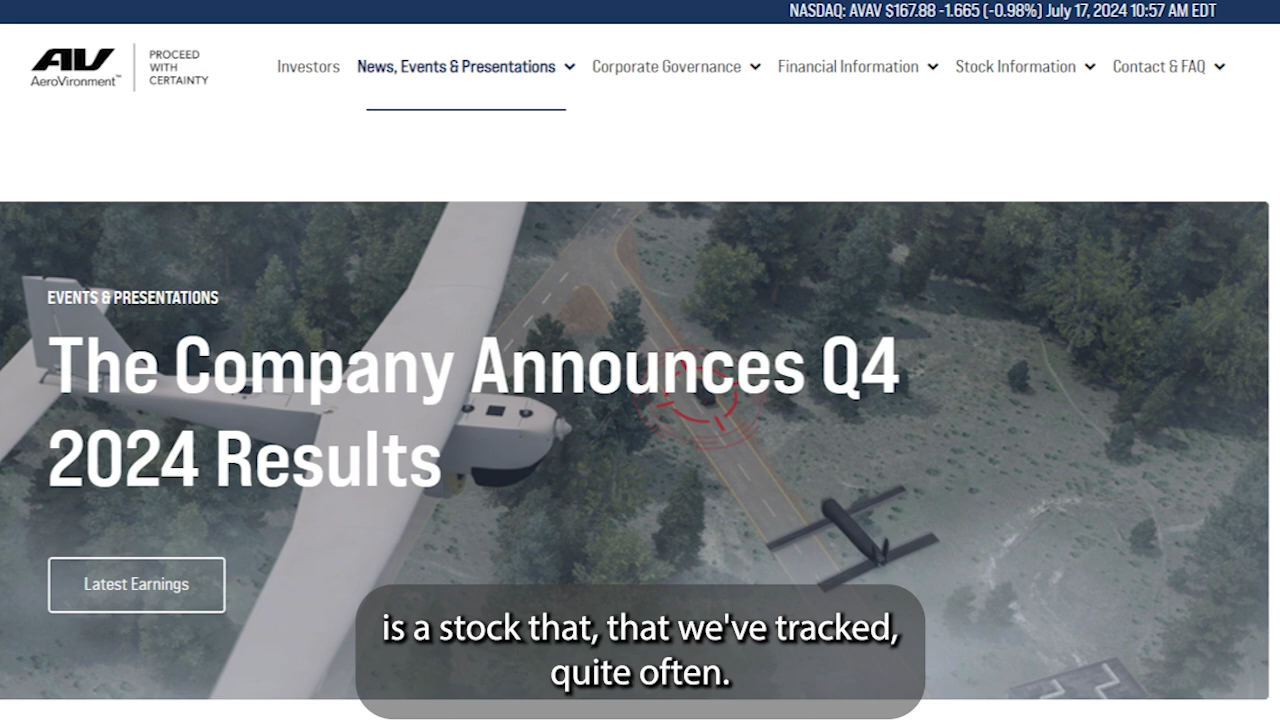 NASDAQ: AVAV $167.88 -1.665 (-0.98%) July 17, 2024 10:57 AM EDT
AV
AeroVironment™
PROCEED
WITH
CERTAINTY
Investors News, Events & Presentations Corporate Governance Financial Information Stock Information Contact & FAQ
EVENTS & PRESENTATIONS
The Company Announces Q4
2024 Results
Latest Earnings
is a stock that, that we've tracked,
quite often.